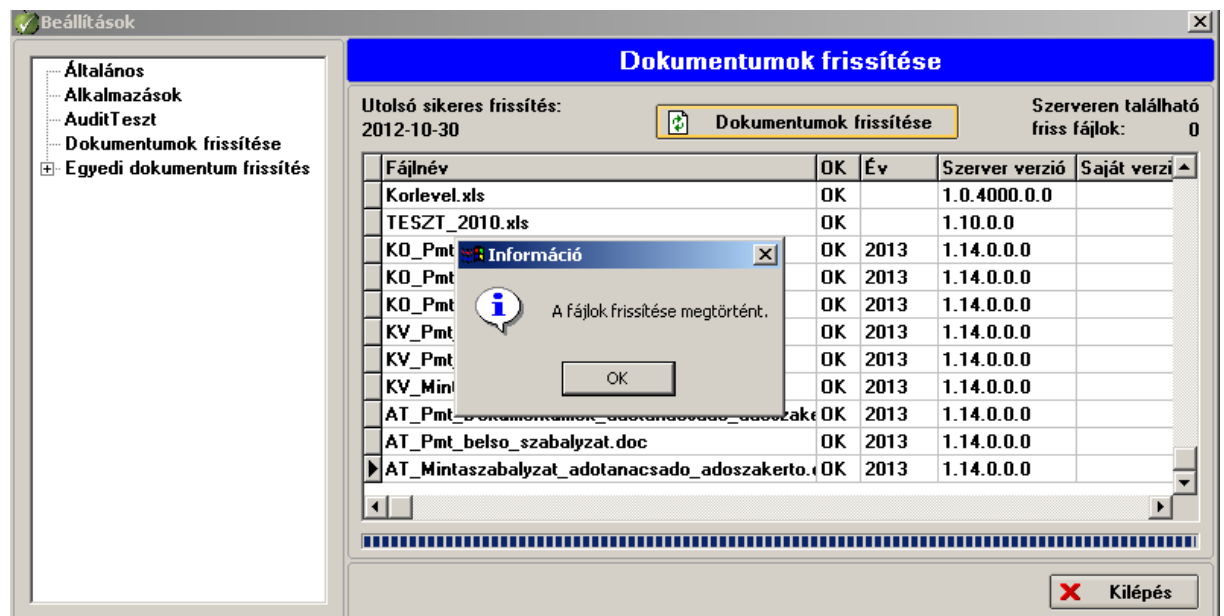 Beállítások
Általános
Alkalmazások
AuditTeszt
Dokumentumok frissítése
Egyedi dokumentum frissítés
Dokumentumok frissítése
Utolsó sikeres frissítés:
2012-10-30
Dokumentumok frissítése
Szerveren található
friss fájlok: 0
Fájlnév OK Év Szerver verzió Saját verzi
Korlevel.xls OK 1.0.4000.0.0
TESZT_2010.xls OK 1.10.0.0
KO_Pmt OK 2013 1.14.0.0.0
KO_Pmt OK 2013 1.14.0.0.0
KO_Pmt OK 2013 1.14.0.0.0
KV_Pmt_ OK 2013 1.14.0.0.0
KV_Pmt_ OK 2013 1.14.0.0.0
KV_Mint OK 2013 1.14.0.0.0
AT_Pmt_Dokumentumok_adotanacsado_adoszake OK 2013 1.14.0.0.0
AT_Pmt_belso_szabalyzat.doc OK 2013 1.14.0.0.0
AT_Mintaszabalyzat_adotanacsado_adoszakerto. OK 2013 1.14.0.0.0
Információ
A fájlok frissítése megtörtént.
OK
Kilépés